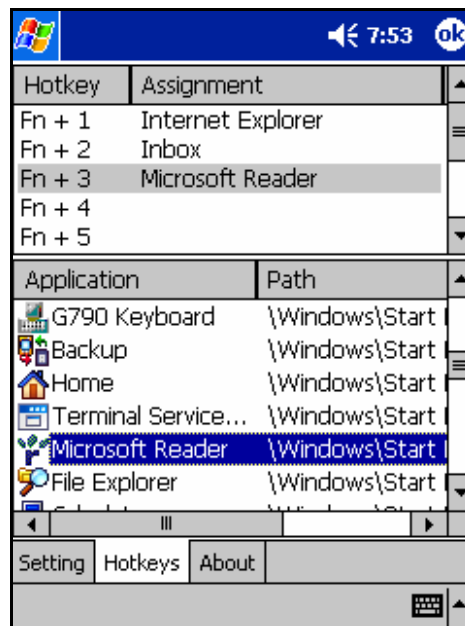 7:53 ok
Hotkey Assignment
Fn + 1 Internet Explorer
Fn + 2 Inbox
Fn + 3 Microsoft Reader
Fn + 4
Fn + 5
Application Path
G790 Keyboard \Windows\Start
Backup \Windows\Start
Home \Windows\Start
Terminal Service... \Windows\Start
Microsoft Reader \Windows\Start
File Explorer \Windows\Start
Setting Hotkeys About